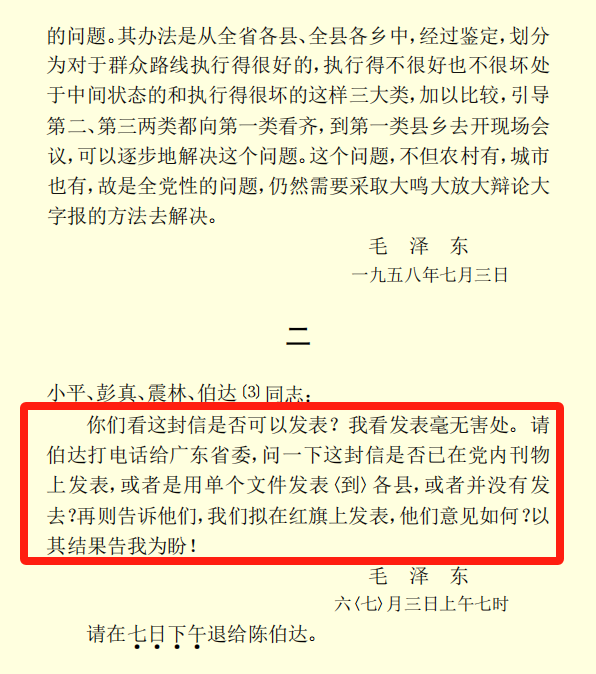 的问题。其办法是从全省各县、全县各乡中，经过鉴定，划分
为对于群众路线执行得很好的，执行得不很好也不很坏处
于中间状态的和执行得很坏的这样三大类，加以比较，引导
第二、第三两类都向第一类看齐，到第一类县乡去开现场会
议，可以逐步地解决这个问题。这个问题，不但农村有，城市
也有，故是全党性的问题，仍然需要采取大鸣大放大辩论大
字报的方法去解决。
毛 泽 东
一九五八年七月三日
二
小平、彭真、震林、伯达〔3〕同志：
你们看这封信是否可以发表？我看发表毫无害处。请
伯达打电话给广东省委，问一下这封信是否已在党内刊物
上发表，或者是用单个文件发表〈到〉各县，或者并没有发
去？再则告诉他们，我们拟在红旗上发表，他们意见如何？以
其结果告我为盼！
毛 泽 东
六〈七〉月三日上午七时
请在七日下午退给陈伯达。